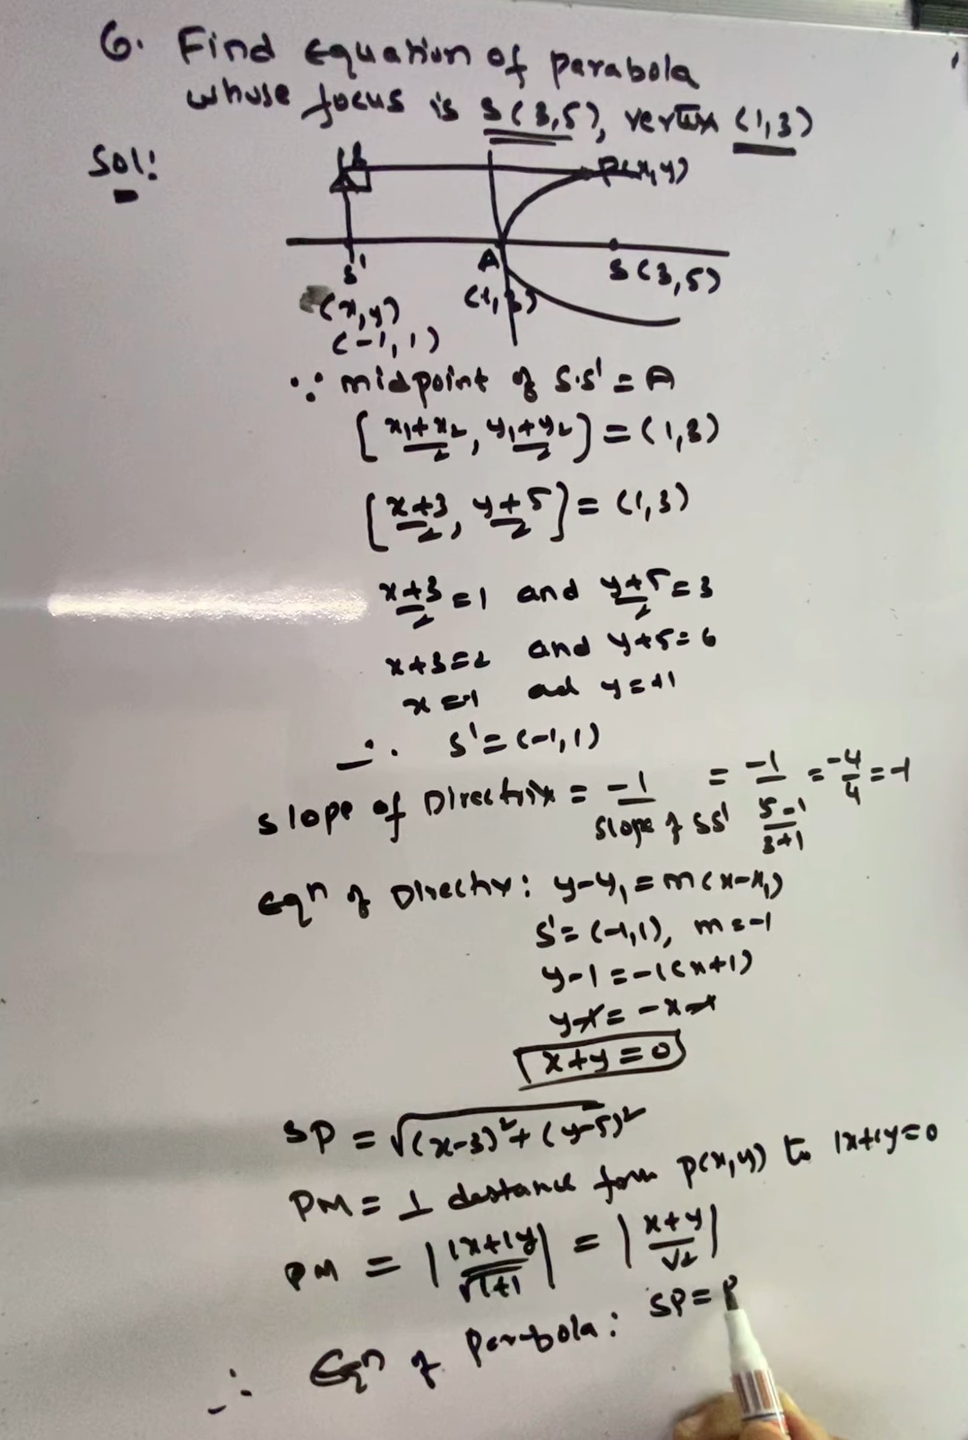 6. Find Equation of parabola
whose focus is S(3,5), vertex (1,3)
Sol:
P(x,y)
S'
A
S(3,5)
(x,y)
(1,3)
(-1,1)
∵ midpoint of S.S' = A
[x₁+x₂/2, y₁+y₂/2] = (1,3)
[x+3/2, y+5/2] = (1,3)
x+3/2 = 1 and y+5/2 = 3
x+3=2 and y+5=6
x=-1 and y=+1
∴ S'=(-1,1)
Slope of Directrix = -1/Slope of SS' = -1/(5-1/3+1) = -4/4 = -1
Eqⁿ of Directrix: y-y₁=m(x-x₁)
S'=(-1,1), m=-1
y-1=-1(x+1)
y-1=-x-1
x+y=0
SP = √(x-3)²+(y-5)²
PM = ⊥ distance form P(x,y) to 1x+1y=0
PM = |1x+1y/√1+1| = |x+y/√2|
∴ Eqⁿ of Parabola: SP=P